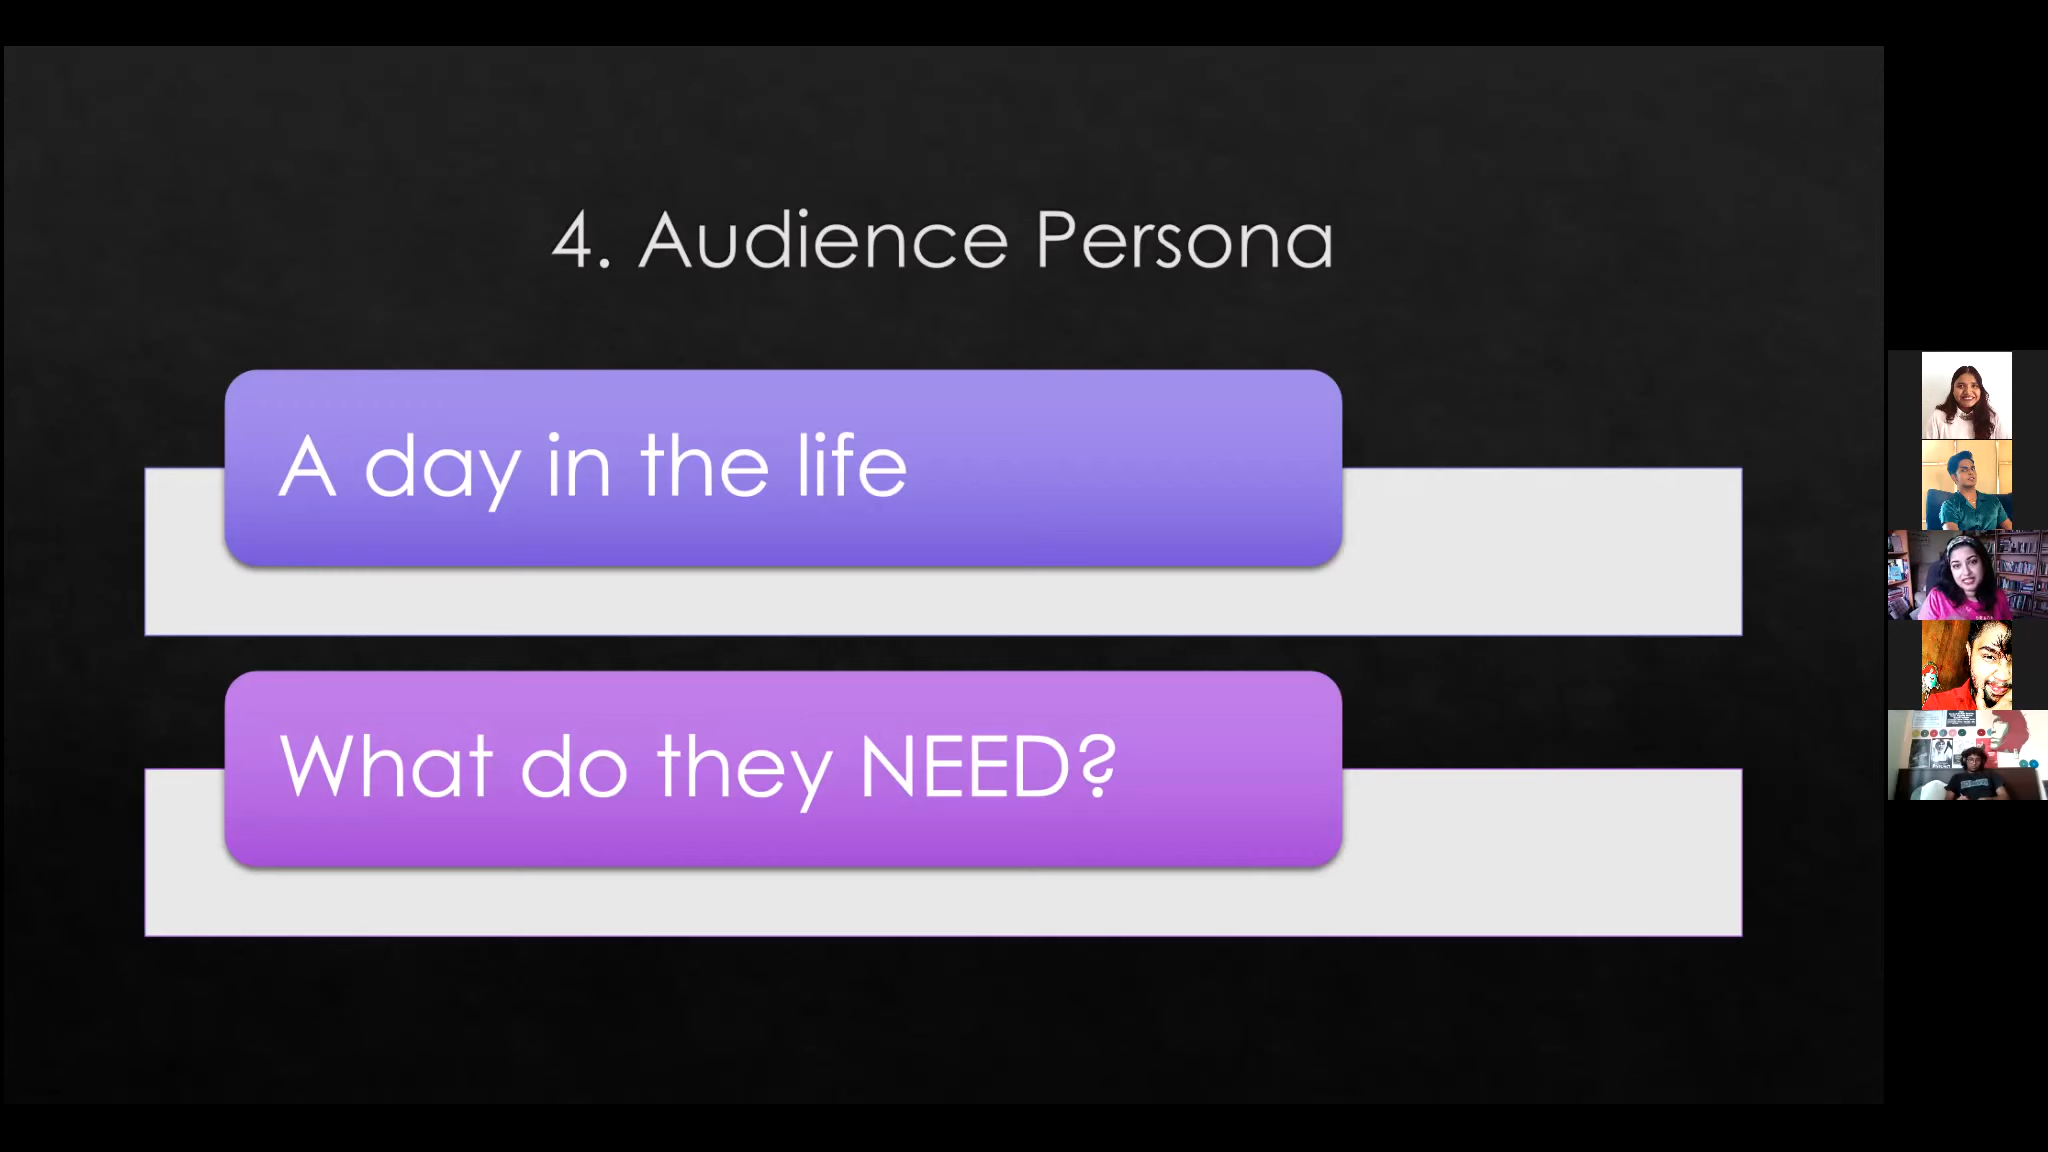 4. Audience Persona
A day in the life
What do they NEED?